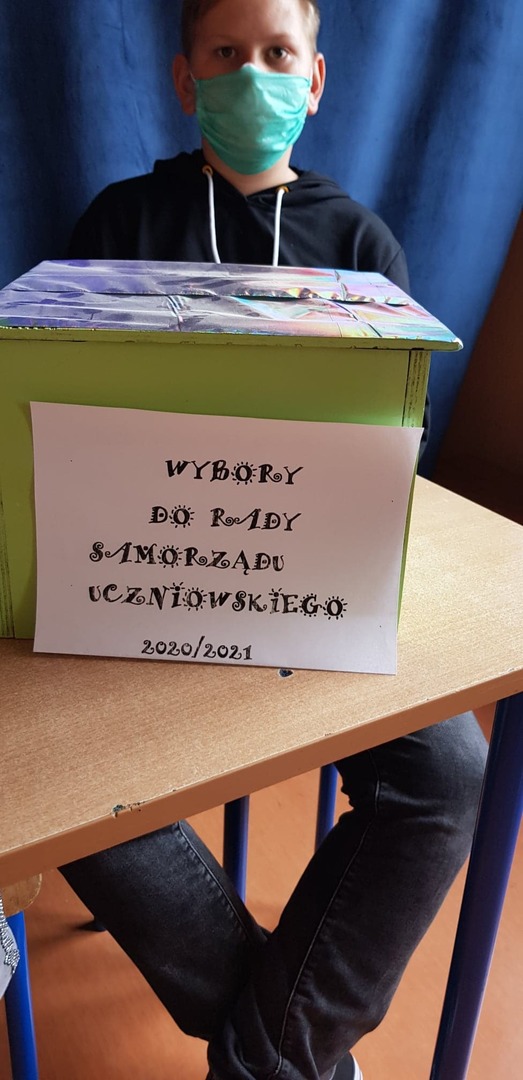 WYBORY
DO RADY
SAMORZĄDU
UCZNIOWSKIEGO
2020/2021